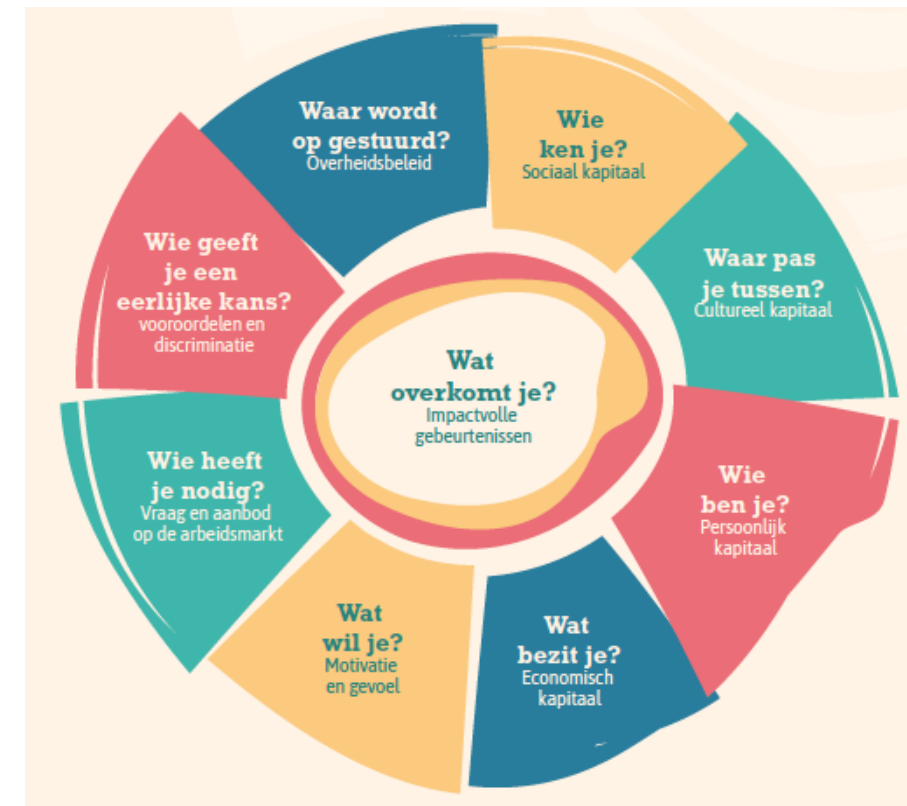 Waar wordt
op gestuurd?
Overheidsbeleid
Wie
ken je?
Sociaal kapitaal
Waar pas
je tussen?
Cultureel kapitaal
Wie
ben je?
Persoonlijk
kapitaal
Wat
bezit je?
Economisch
kapitaal
Wat
wil je?
Motivatie
en gevoel
Wie heeft
je nodig?
Vraag en aanbod
op de arbeidsmarkt
Wie geeft
je een
eerlijke kans?
vooroordelen en
discriminatie
Wat
overkomt je?
Impactvolle
gebeurtenissen